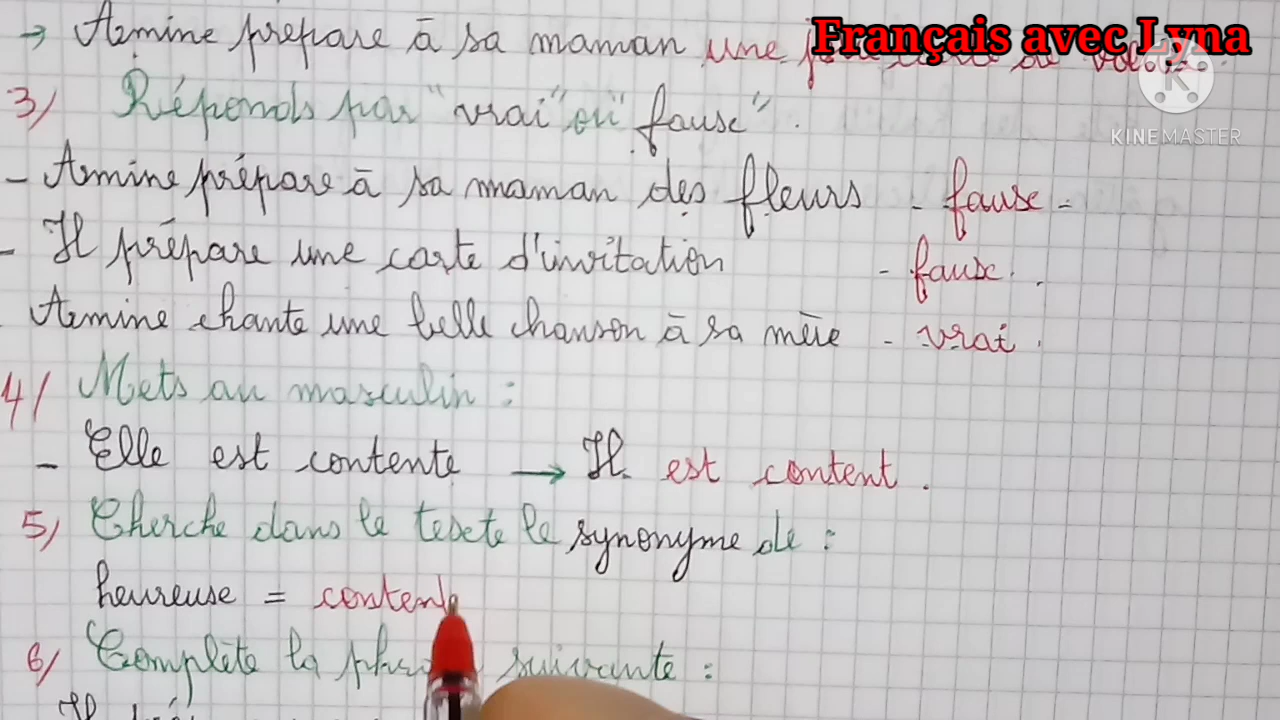 → Amine prépare à sa maman une
Français avec Lyna
3/ Réponds par "vrai" ou "faux".
KINEMASTER
- Amine prépare à sa maman des fleurs - faux -
- Il prépare une carte d'invitation - faux.
- Amine chante une belle chanson à sa mère - vrai.
4/ Mets au masculin :
- Elle est contente → Il est content.
5/ Cherche dans le texte le synonyme de :
heureuse = conten
6/ Complète la suivante :
Il